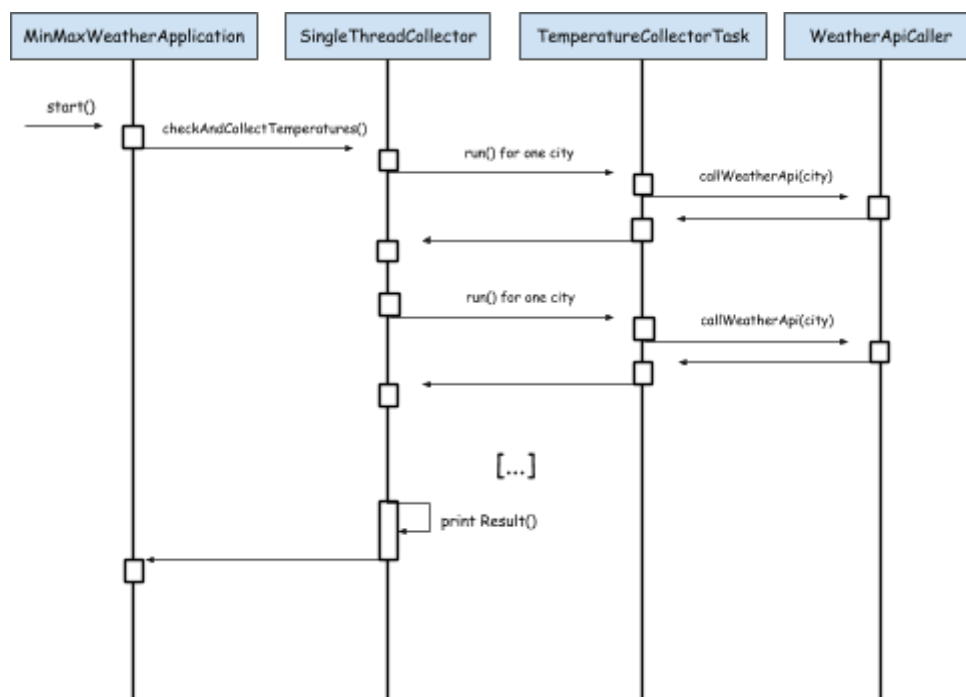 MinMaxWeatherApplication
SingleThreadCollector
TemperatureCollectorTask
WeatherApiCaller
start()
checkAndCollectTemperatures()
run() for one city
callWeatherApi(city)
run() for one city
callWeatherApi(city)
[...]
print Result()